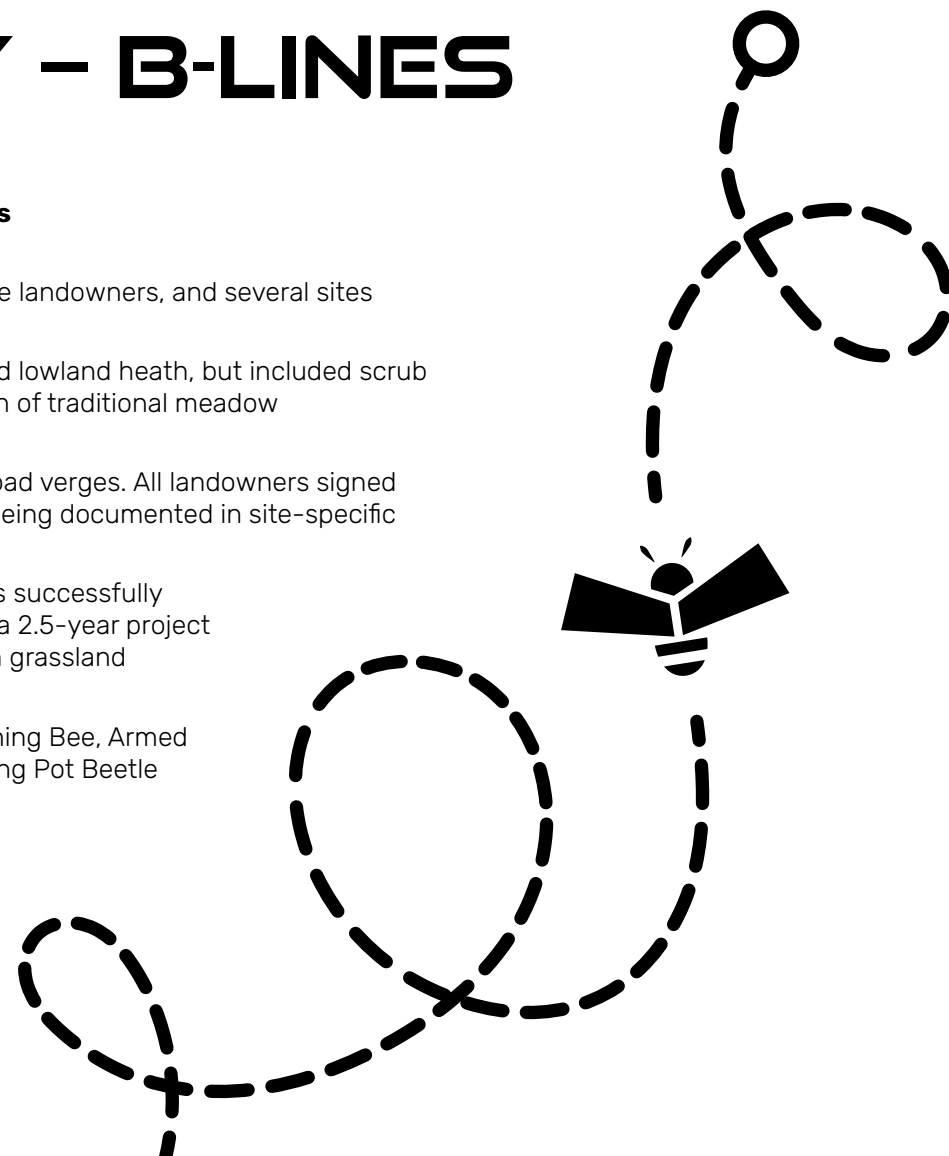 – B-LINES
s
e landowners, and several sites
d lowland heath, but included scrub
n of traditional meadow
oad verges. All landowners signed
eing documented in site-specific
s successfully
a 2.5-year project
n grassland
ning Bee, Armed
ng Pot Beetle